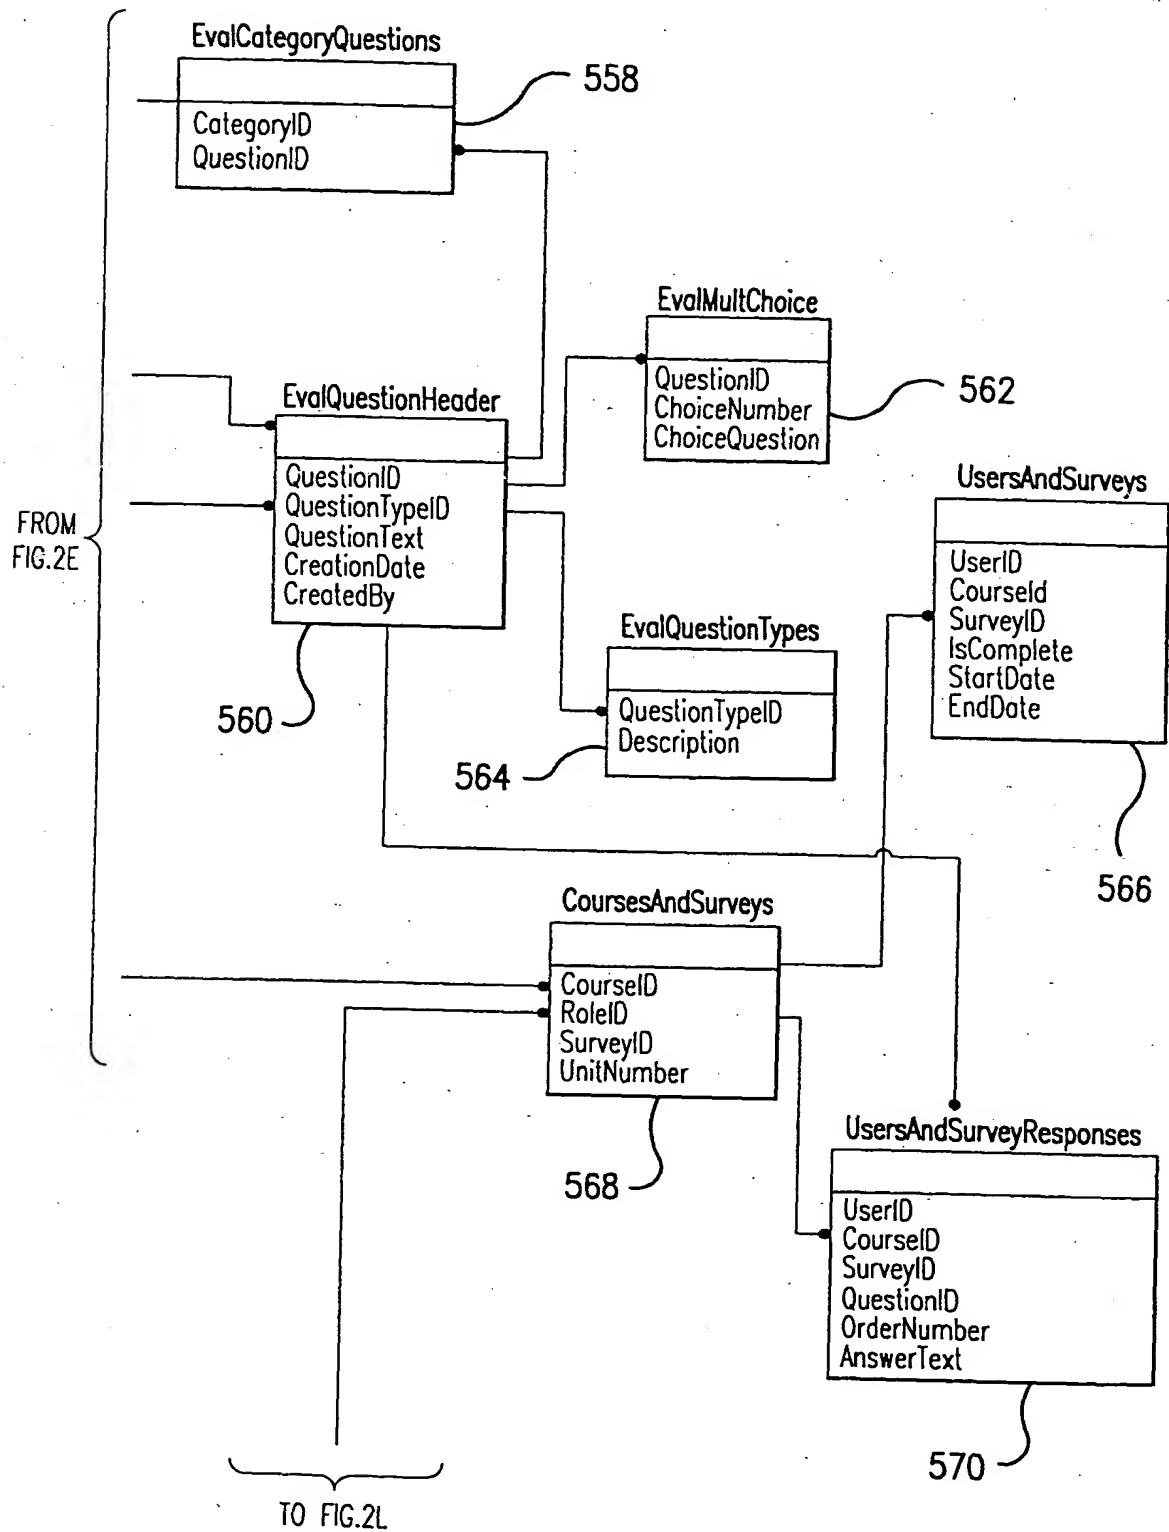 EvalCategoryQuestions
558
CategoryID
QuestionID
EvalMultChoice
QuestionID
ChoiceNumber
ChoiceQuestion
562
EvalQuestionHeader
QuestionID
QuestionTypeID
QuestionText
CreationDate
CreatedBy
560
FROM
FIG.2E
UsersAndSurveys
UserID
CourseId
SurveyID
IsComplete
StartDate
EndDate
566
EvalQuestionTypes
QuestionTypeID
Description
564
CoursesAndSurveys
CourseID
RoleID
SurveyID
UnitNumber
568
UsersAndSurveyResponses
UserID
CourseID
SurveyID
QuestionID
OrderNumber
AnswerText
570
TO FIG.2L